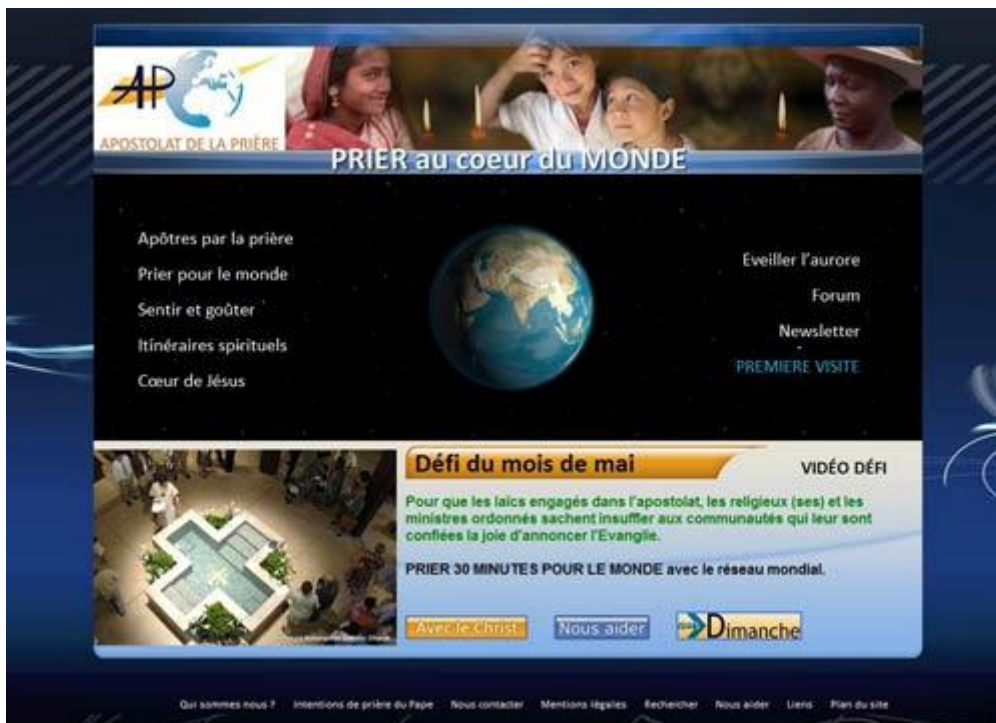 AP
APOSTOLAT DE LA PRIÈRE
PRIER au coeur du MONDE
Apôtres par la prière
Prier pour le monde
Sentir et goûter
Itinéraires spirituels
Cœur de Jésus
Eveiller l'aurore
Forum
Newsletter
PREMIERE VISITE
Défi du mois de mai
VIDÉO DÉFI
Pour que les laïcs engagés dans l'apostolat, les religieux (ses) et les
ministres ordonnés sachent insuffler aux communautés qui leur sont
confiées la joie d'annoncer l'Evangile.
PRIER 30 MINUTES POUR LE MONDE avec le réseau mondial.
Avec le Christ
Nous aider
Dimanche
Qui sommes nous ? Intentions de prière du Pape Nous contacter Mentions légales Rechercher Nous aider Liens Plan du site